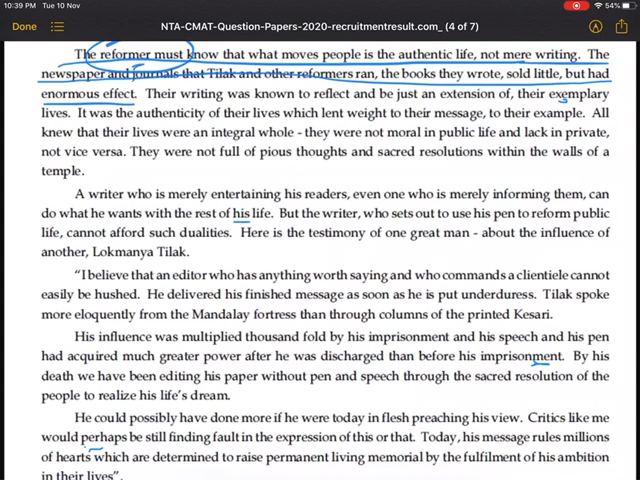 10:39 PM Tue 10 Nov
54%
Done
NTA-CMAT-Question-Papers-2020-recruitmentresult.com_ (4 of 7)
The reformer must know that what moves people is the authentic life, not mere writing. The
newspaper and journals that Tilak and other reformers ran, the books they wrote, sold little, but had
enormous effect. Their writing was known to reflect and be just an extension of, their exemplary
lives. It was the authenticity of their lives which lent weight to their message, to their example. All
knew that their lives were an integral whole - they were not moral in public life and lack in private,
not vice versa. They were not full of pious thoughts and sacred resolutions within the walls of a
temple.
A writer who is merely entertaining his readers, even one who is merely informing them, can
do what he wants with the rest of his life. But the writer, who sets out to use his pen to reform public
life, cannot afford such dualities. Here is the testimony of one great man - about the influence of
another, Lokmanya Tilak.
"I believe that an editor who has anything worth saying and who commands a clientiele cannot
easily be hushed. He delivered his finished message as soon as he is put underduress. Tilak spoke
more eloquently from the Mandalay fortress than through columns of the printed Kesari.
His influence was multiplied thousand fold by his imprisonment and his speech and his pen
had acquired much greater power after he was discharged than before his imprisonment. By his
death we have been editing his paper without pen and speech through the sacred resolution of the
people to realize his life's dream.
He could possibly have done more if he were today in flesh preaching his view. Critics like me
would perhaps be still finding fault in the expression of this or that. Today, his message rules millions
of hearts which are determined to raise permanent living memorial by the fulfilment of his ambition
in their lives".